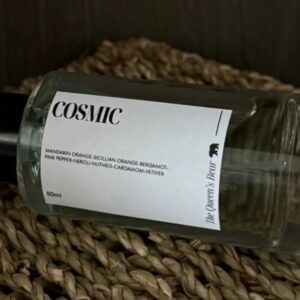 COSMIC
MANDARIN ORANGE-SICILLIAN ORANGE-BERGAMOT-
PINK PEPPER-NEROLI-NUTMEG-CARDAMOM-VETIVER
50ml
The Queen's Bear